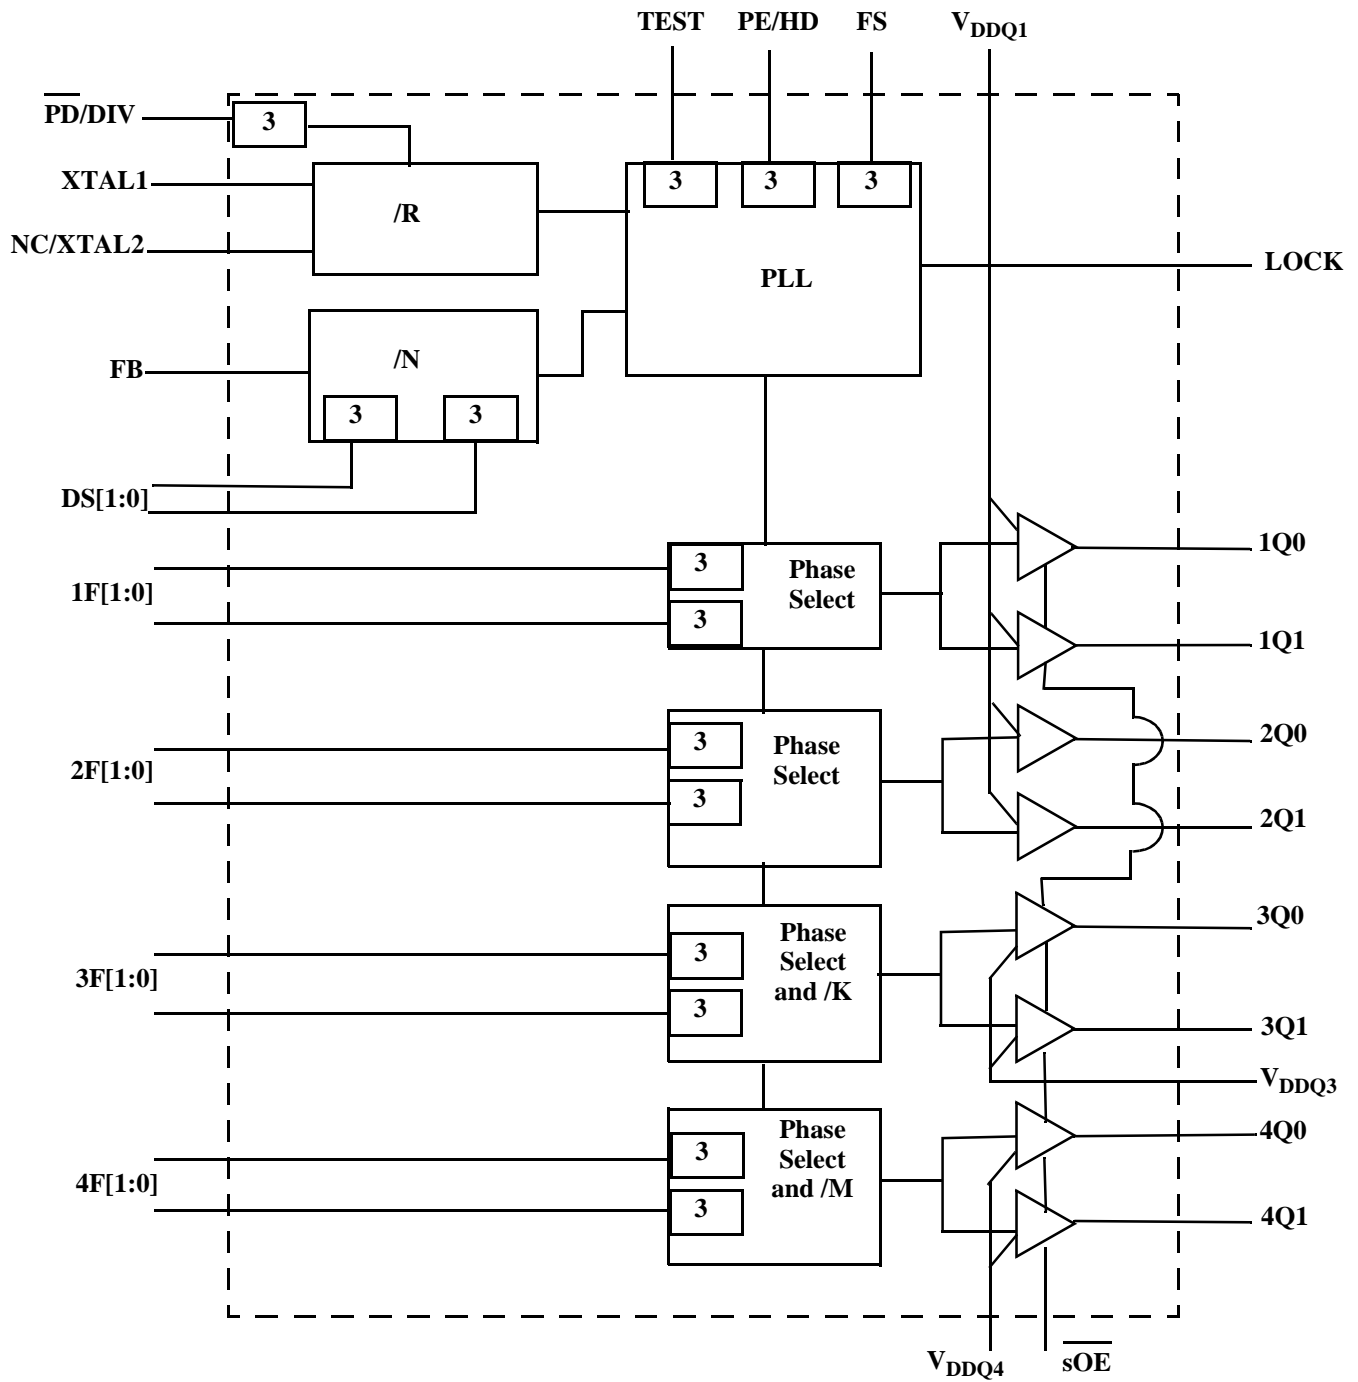 TEST PE/HD FS VDDQ1
PD/DIV
3
XTAL1
3 3 3
/R
NC/XTAL2
PLL
LOCK
/N
FB
3 3
DS[1:0]
1Q0
3
Phase
Select
1F[1:0]
3
1Q1
2Q0
3
Phase
Select
2F[1:0]
3
2Q1
3Q0
3
Phase
Select
and /K
3F[1:0]
3
3Q1
VDDQ3
4Q0
3
Phase
Select
and /M
4F[1:0]
3
4Q1
VDDQ4 sOE